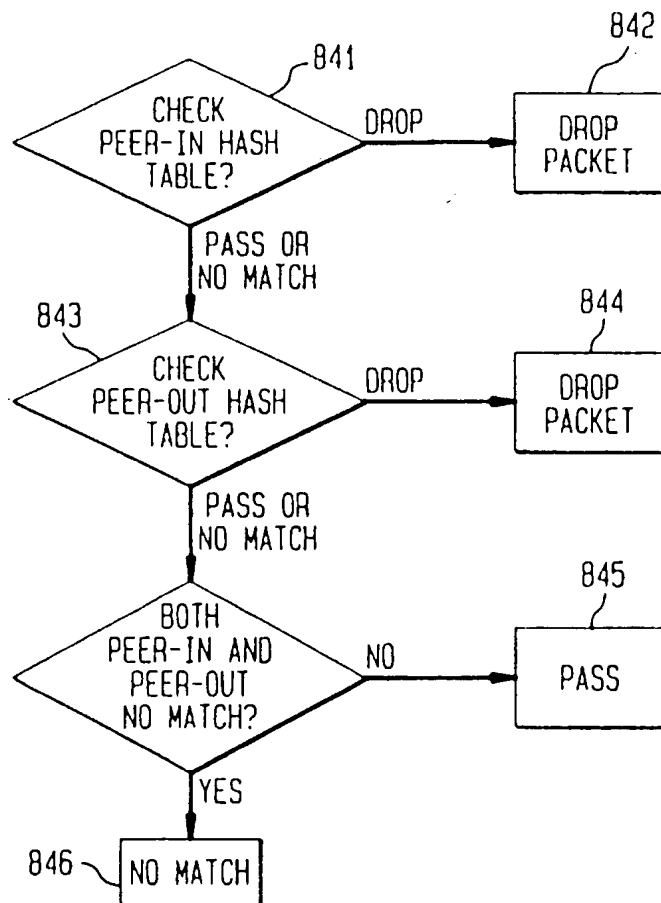 841
CHECK
PEER-IN HASH
TABLE?
DROP
842
DROP
PACKET
PASS OR
NO MATCH
843
CHECK
PEER-OUT HASH
TABLE?
DROP
844
DROP
PACKET
PASS OR
NO MATCH
BOTH
PEER-IN AND
PEER-OUT
NO MATCH?
NO
845
PASS
YES
846
NO MATCH